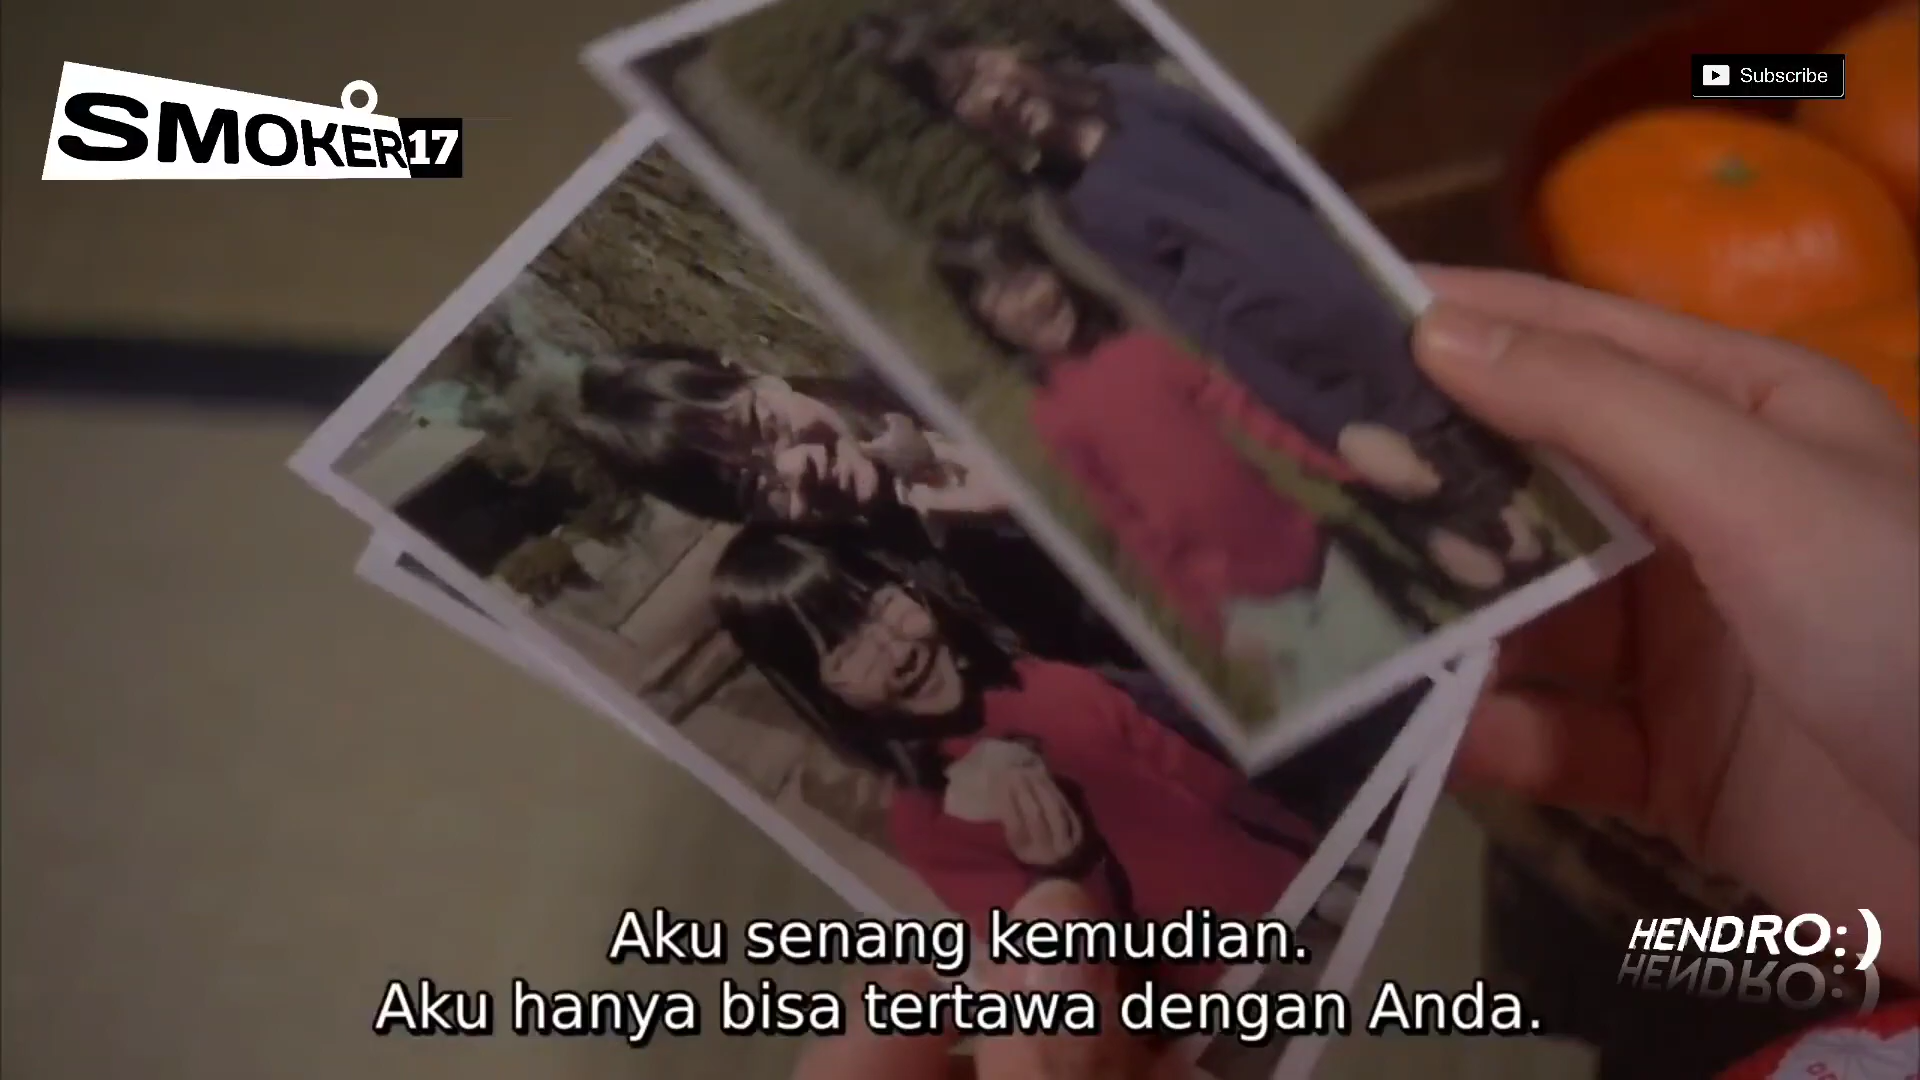 SMOKER17
Subscribe
HENDRO:)
Aku senang kemudian.
Aku hanya bisa tertawa dengan Anda.